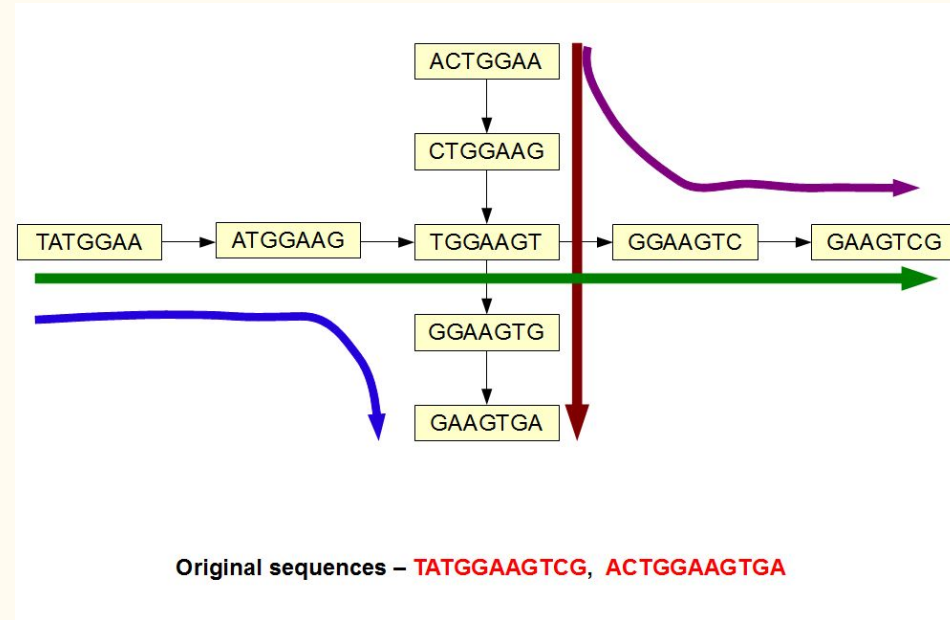 ACTGGAA
CTGGAAG
TATGGAA ATGGAAG TGGAAGT GGAAGTC GAAGTCG
GGAAGTG
GAAGTGA
Original sequences – TATGGAAGTCG, ACTGGAAGTGA